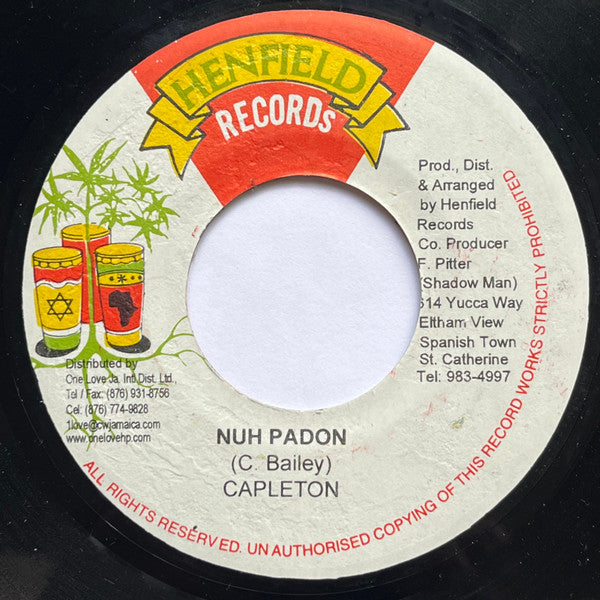 HENFIELD
RECORDS
Prod., Dist.
& Arranged
by Henfield
Records
Co. Producer
F. Pitter
(Shadow Man)
614 Yucca Way
Eltham View
Spanish Town
St. Catherine
Tel: 983-4997
Distributed by
One Love Ja. Int'l Dist. Ltd.,
Tel / Fax: (876) 931-8756
Cel: (876) 774-9828
1love@cwjamaica.com
www.onelovehp.com
NUH PADON
(C. Bailey)
CAPLETON
ALL RIGHTS RESERVED. UNAUTHORISED COPYING OF THIS RECORD WORKS STRICTLY PROHIBITED